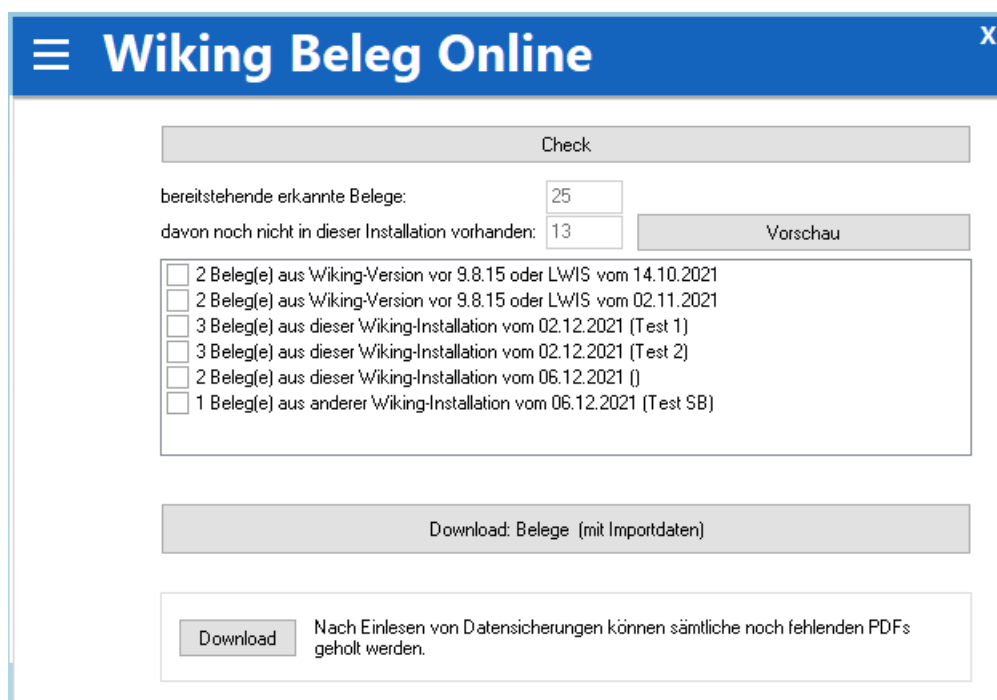 Wiking Beleg Online
X
Check
bereitstehende erkannte Belege: 25
davon noch nicht in dieser Installation vorhanden: 13 Vorschau
2 Beleg(e) aus Wiking-Version vor 9.8.15 oder LWIS vom 14.10.2021
2 Beleg(e) aus Wiking-Version vor 9.8.15 oder LWIS vom 02.11.2021
3 Beleg(e) aus dieser Wiking-Installation vom 02.12.2021 (Test 1)
3 Beleg(e) aus dieser Wiking-Installation vom 02.12.2021 (Test 2)
2 Beleg(e) aus dieser Wiking-Installation vom 06.12.2021 ()
1 Beleg(e) aus anderer Wiking-Installation vom 06.12.2021 (Test SB)
Download: Belege (mit Importdaten)
Download
Nach Einlesen von Datensicherungen können sämtliche noch fehlenden PDFs
geholt werden.